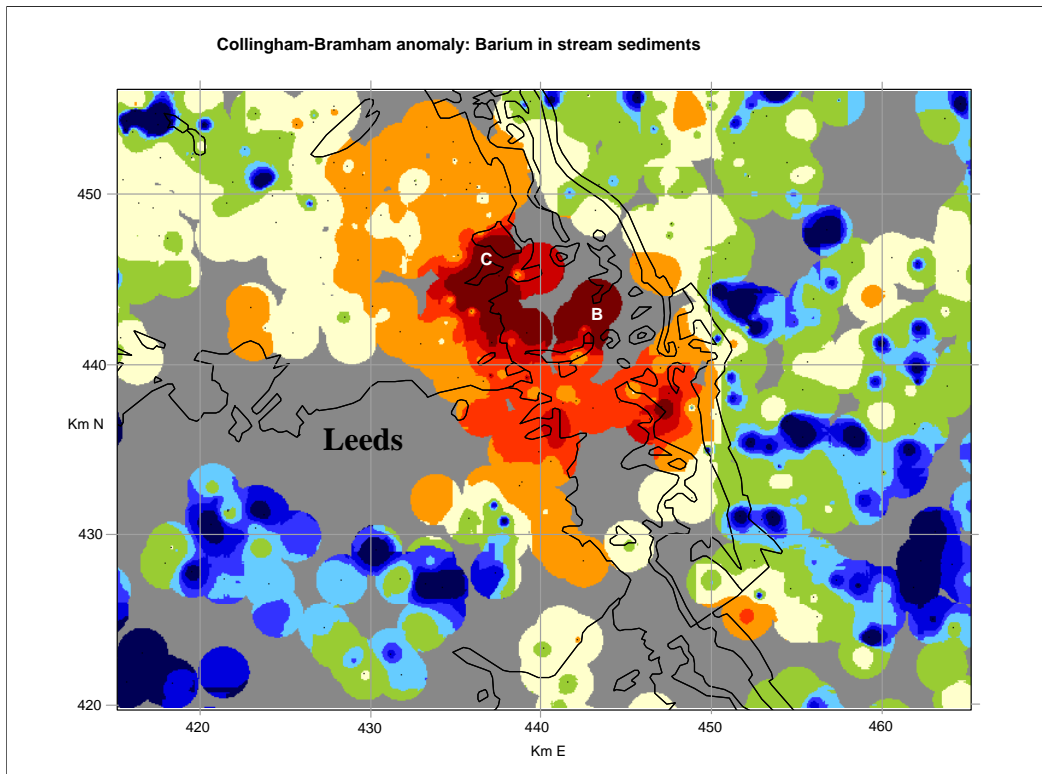 Collingham-Bramham anomaly: Barium in stream sediments
450
C
B
440
Km N
Leeds
430
420
420 430 440 450 460
Km E